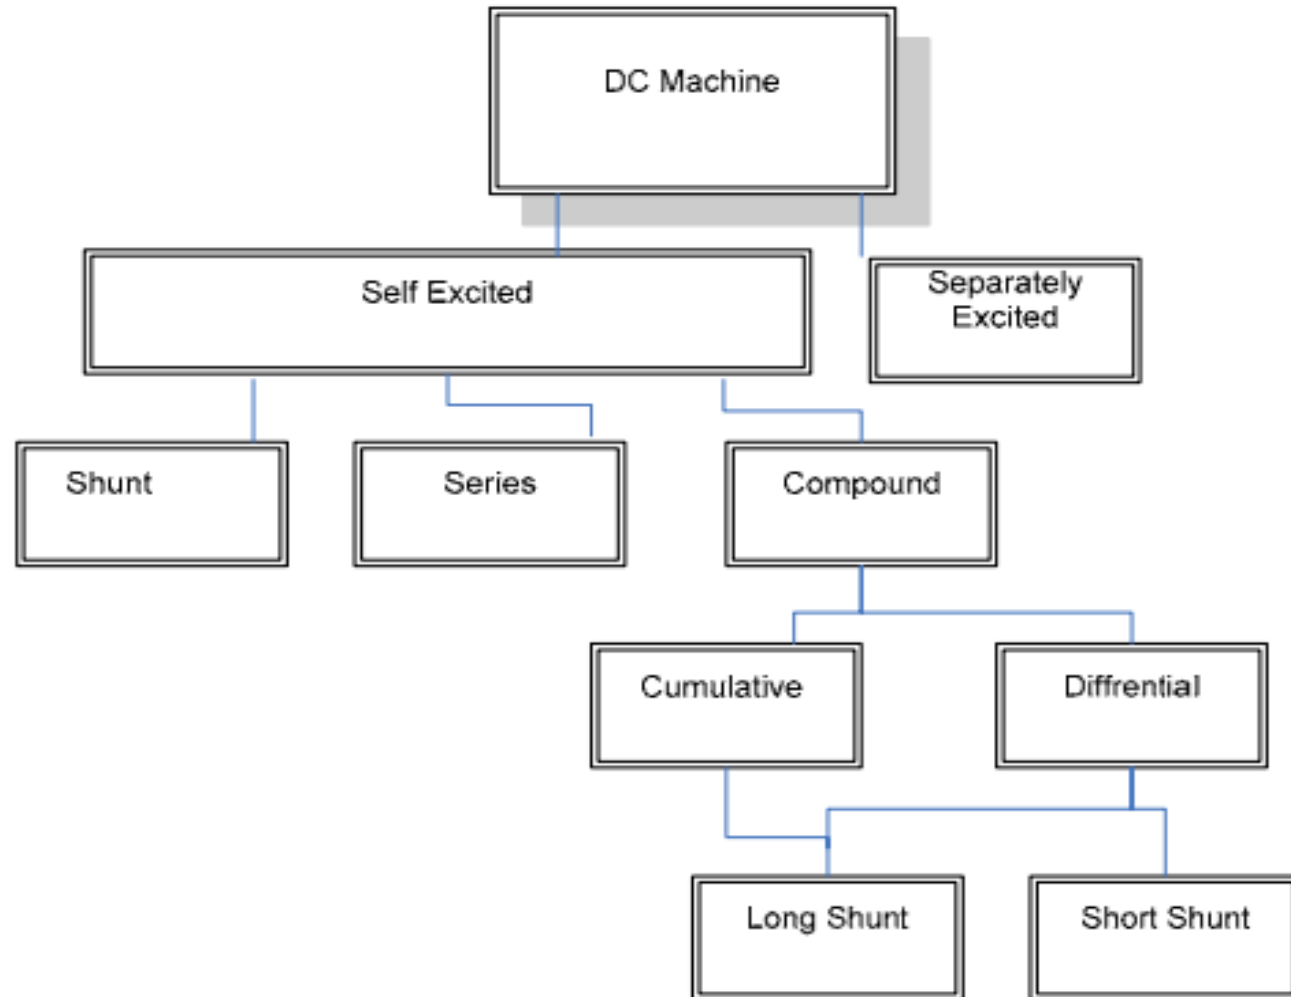 DC Machine
Self Excited
Separately
Excited
Shunt
Series
Compound
Cumulative
Diffrential
Long Shunt
Short Shunt